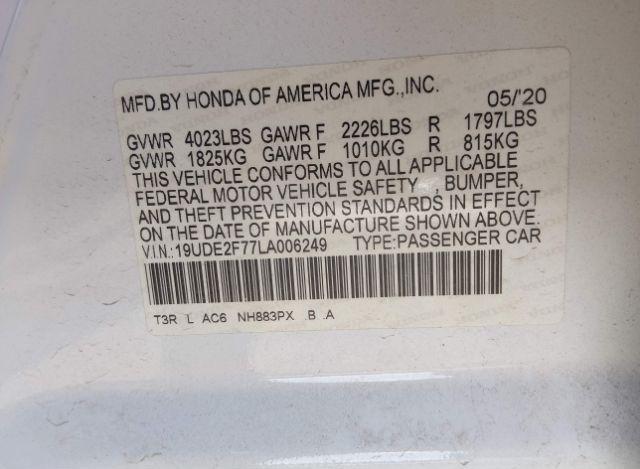 MFD.BY HONDA OF AMERICA MFG.,INC. 05/'20
GVWR 4023LBS GAWR F 2226LBS R 1797LBS
GVWR 1825KG GAWR F 1010KG R 815KG
THIS VEHICLE CONFORMS TO ALL APPLICABLE
FEDERAL MOTOR VEHICLE SAFETY , BUMPER,
AND THEFT PREVENTION STANDARDS IN EFFECT
ON THE DATE OF MANUFACTURE SHOWN ABOVE.
V.I.N.:19UDE2F77LA006249 TYPE:PASSENGER CAR
T3R L AC6 NH883PX .B .A